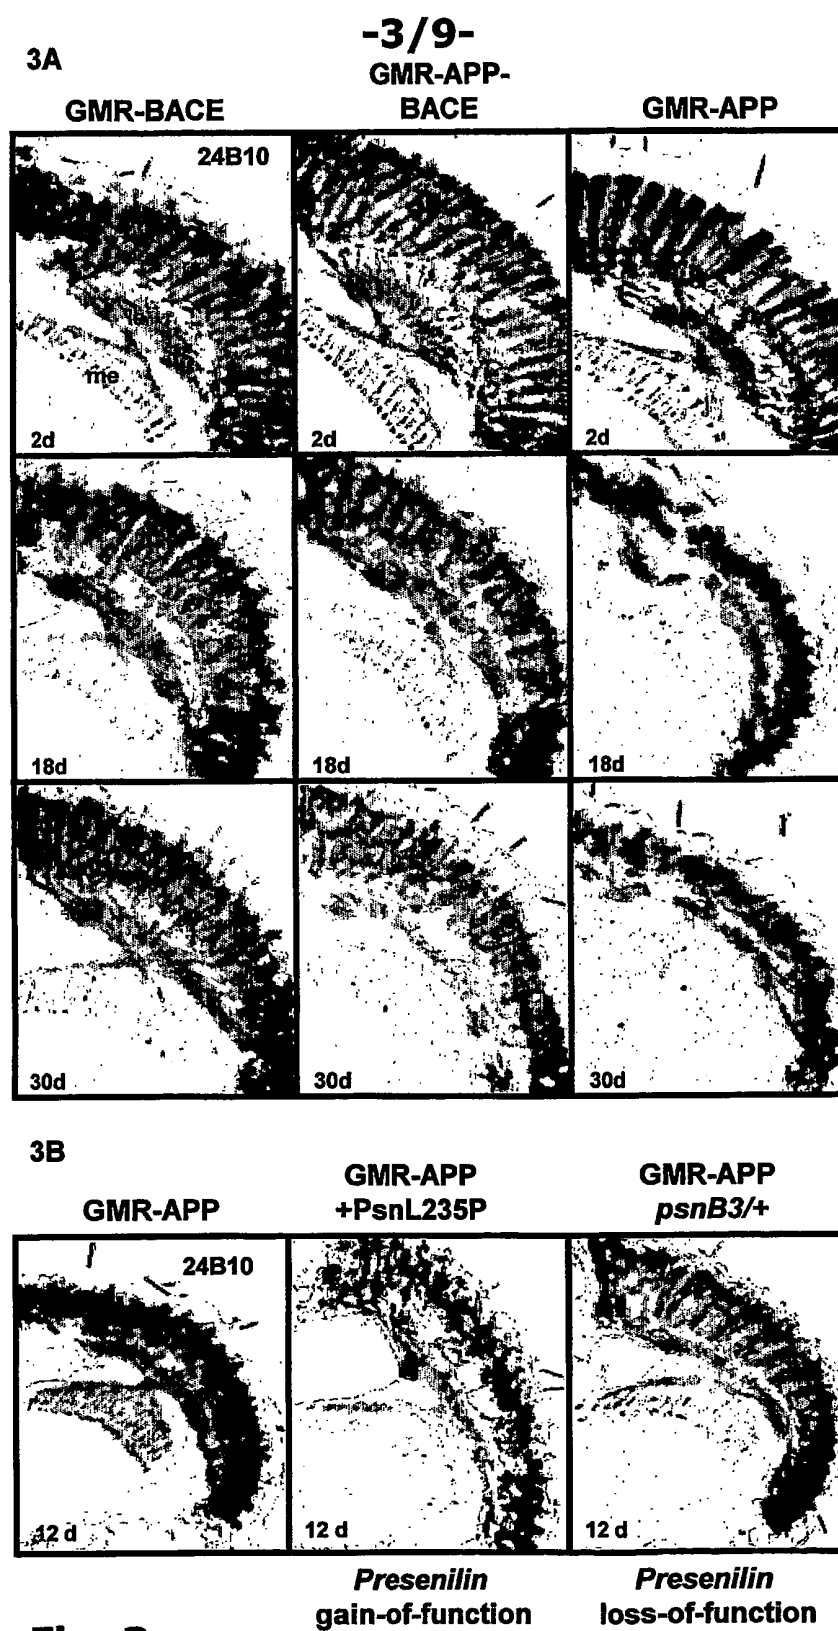 -3/9-
3A
GMR-BACE
GMR-APP-
BACE
GMR-APP
24B10
me
2d
2d
2d
18d
18d
18d
30d
30d
30d
3B
GMR-APP
GMR-APP
+PsnL235P
GMR-APP
psnB3/+
24B10
12 d
12 d
12 d
Presenilin
gain-of-function
Presenilin
loss-of-function